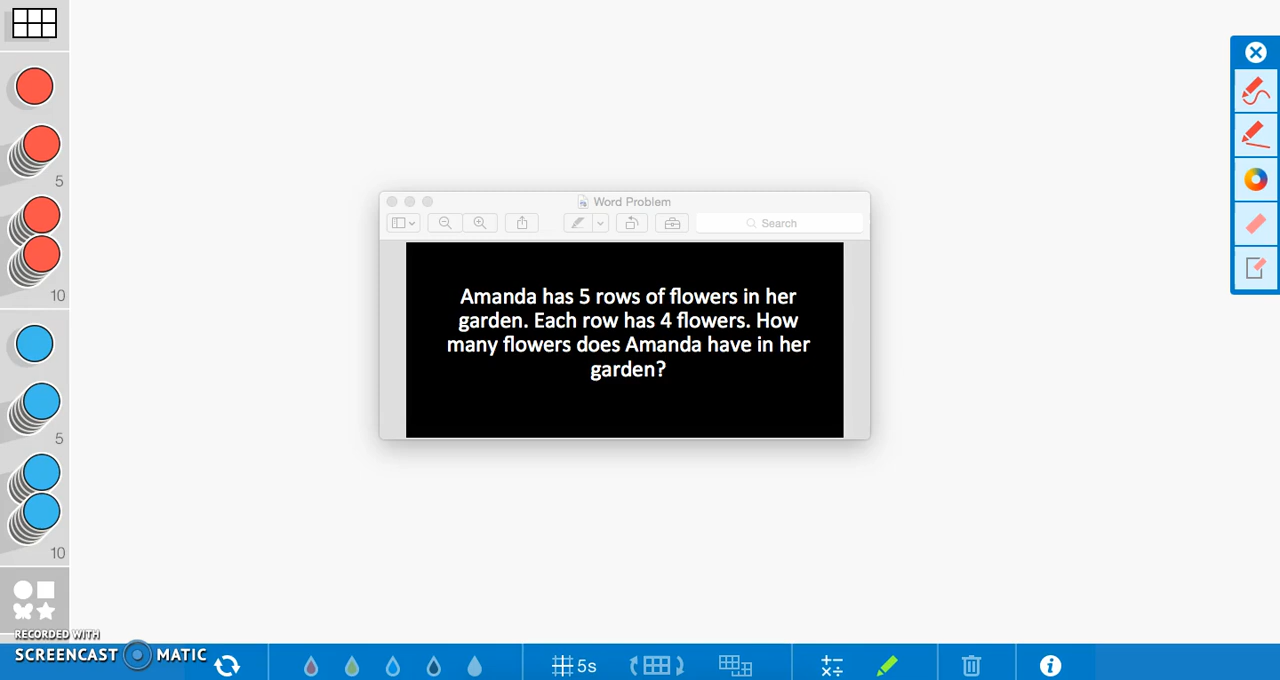 Word Problem
Search
Amanda has 5 rows of flowers in her
garden. Each row has 4 flowers. How
many flowers does Amanda have in her
garden?
5
10
5
10
RECORDED WITH
SCREENCAST MATIC
5s